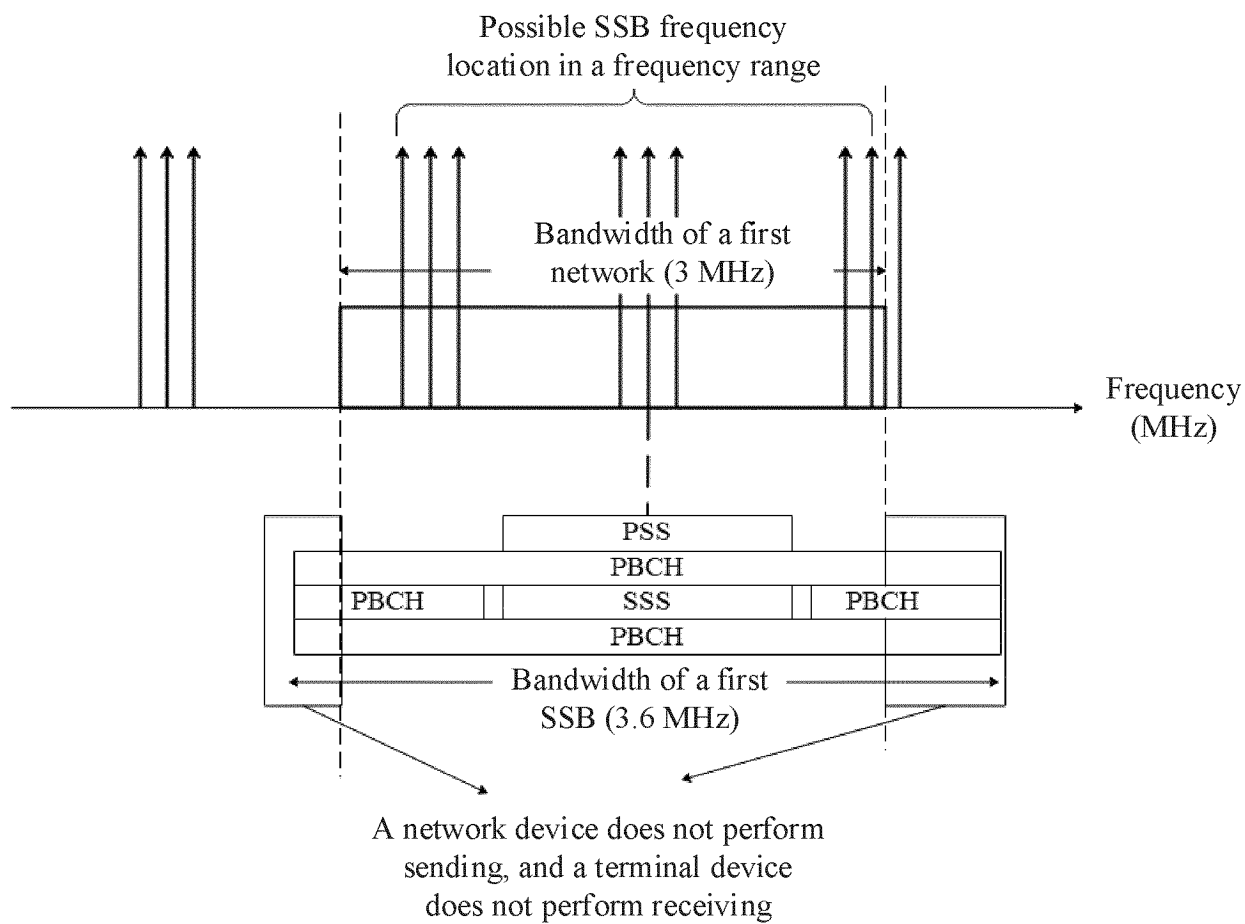 Possible SSB frequency
location in a frequency range
Bandwidth of a first
network (3 MHz)
Frequency
(MHz)
PSS
PBCH
PBCH SSS PBCH
PBCH
Bandwidth of a first
SSB (3.6 MHz)
A network device does not perform
sending, and a terminal device
does not perform receiving